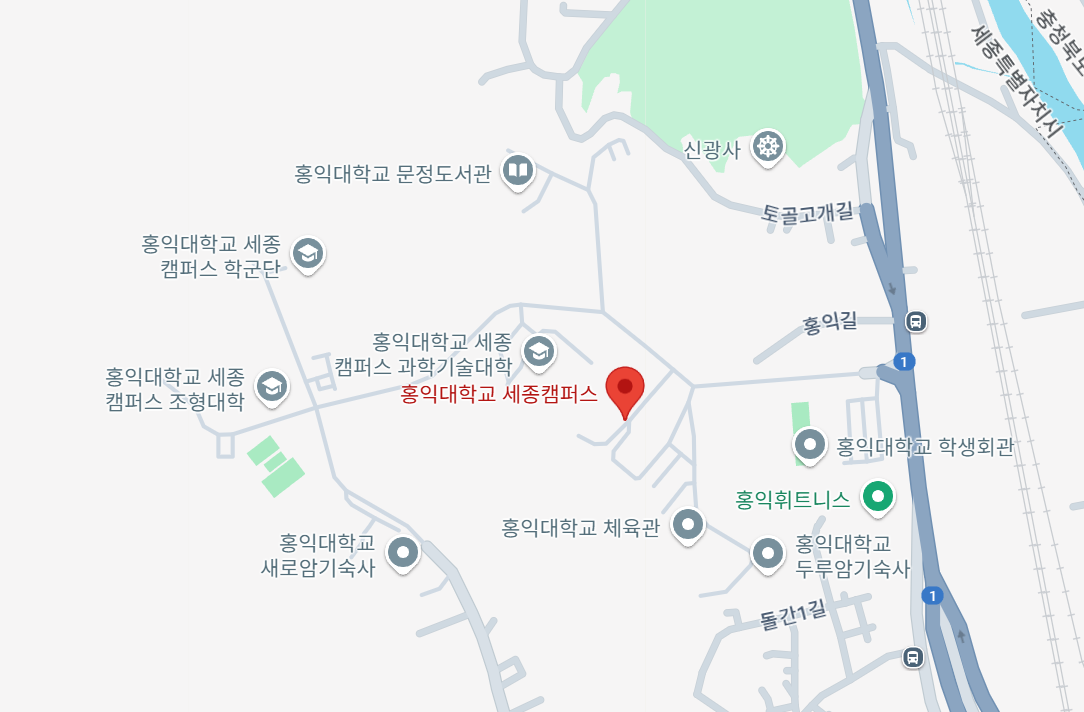 충청북도
세종특별자치시
신광사
홍익대학교 문정도서관
토골고개길
홍익대학교 세종
캠퍼스 학군단
홍익길
홍익대학교 세종
캠퍼스 과학기술대학
1
홍익대학교 세종
캠퍼스 조형대학
홍익대학교 세종캠퍼스
홍익대학교 학생회관
홍익휘트니스
홍익대학교 체육관
홍익대학교
새로암기숙사
홍익대학교
두루암기숙사
1
돌간1길